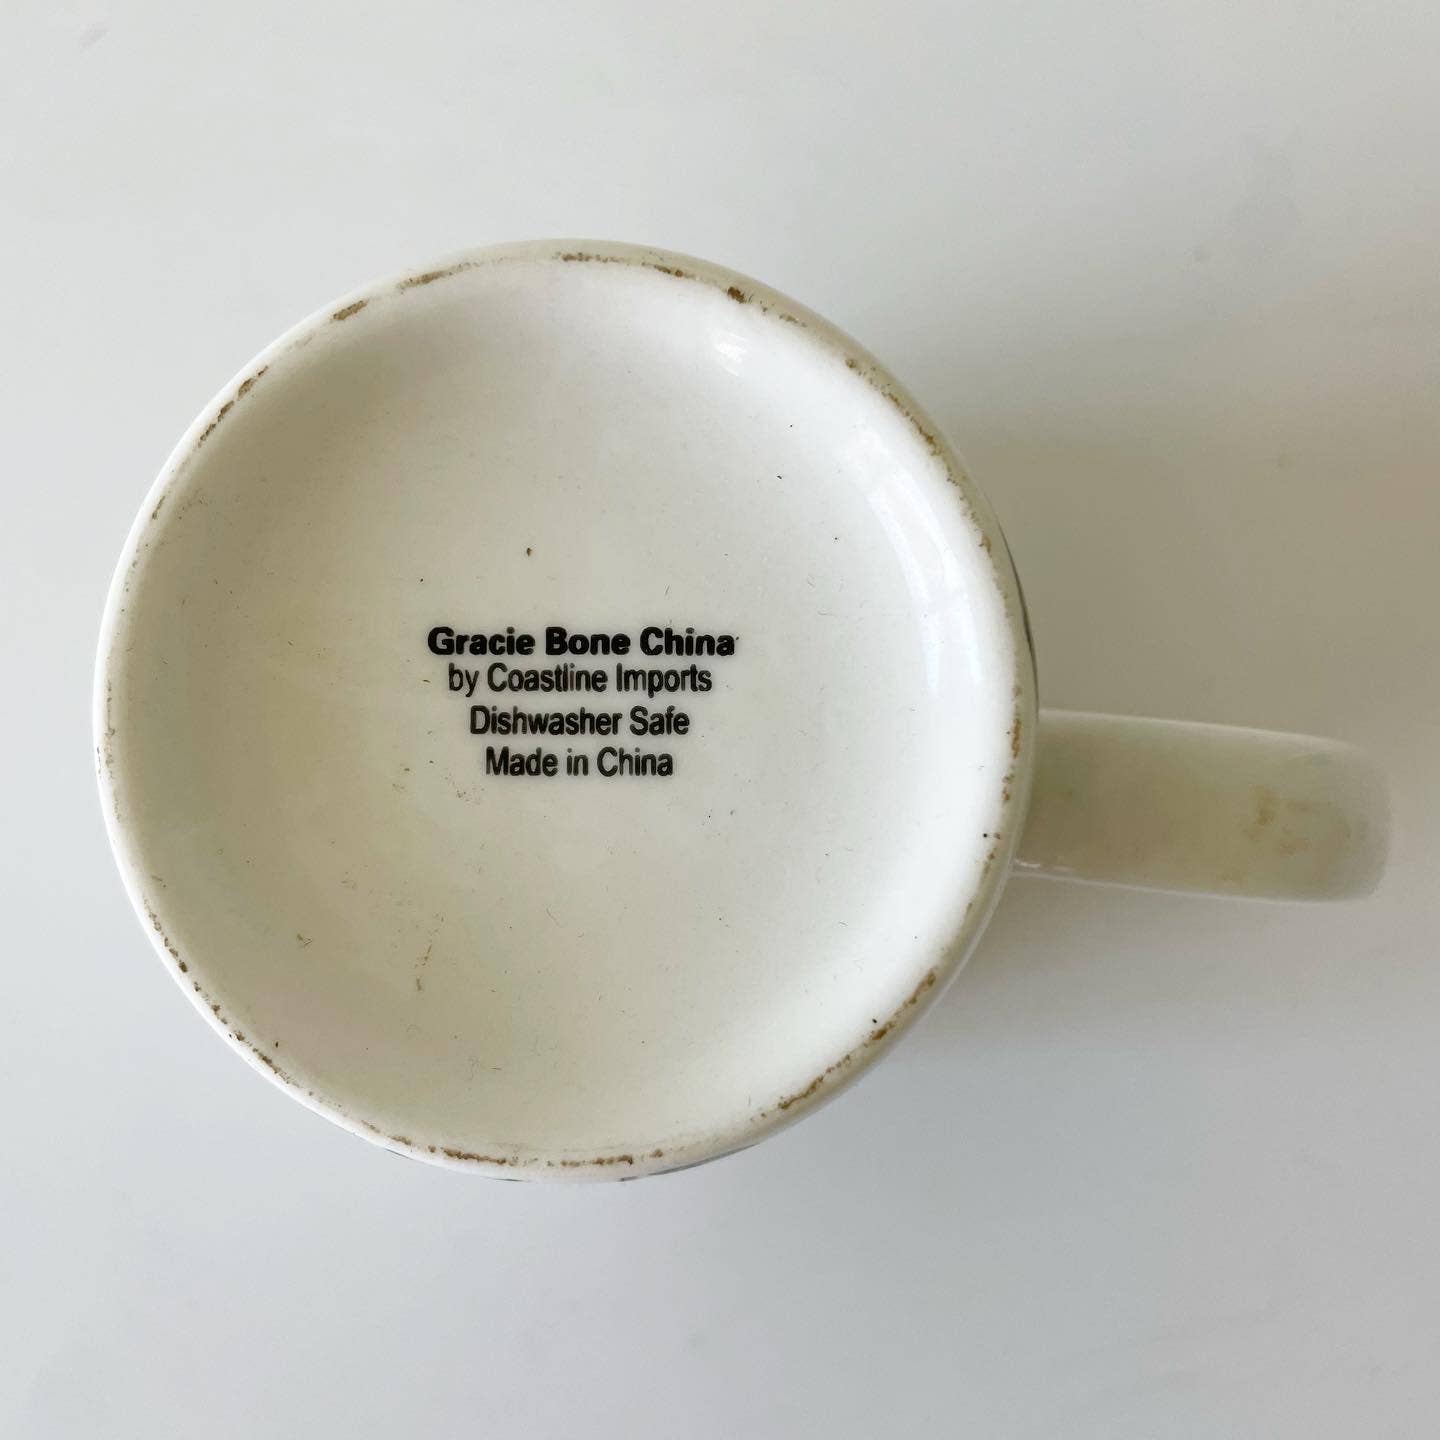 Gracie Bone China
by Coastline Imports
Dishwasher Safe
Made in China